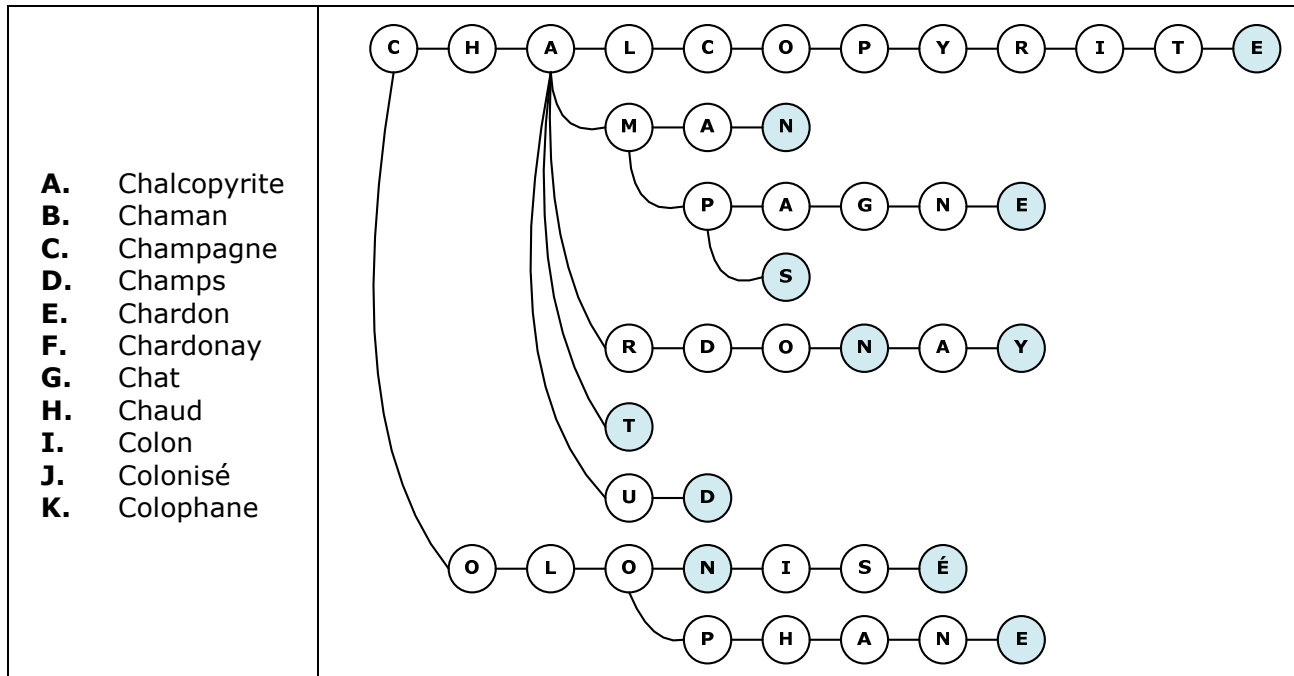 A. Chalcopyrite
B. Chaman
C. Champagne
D. Champs
E. Chardon
F. Chardonay
G. Chat
H. Chaud
I. Colon
J. Colonisé
K. Colophane
C H A L C O P Y R I T E
M A N
P A G N E
S
R D O N A Y
T
U D
O L O N I S É
P H A N E